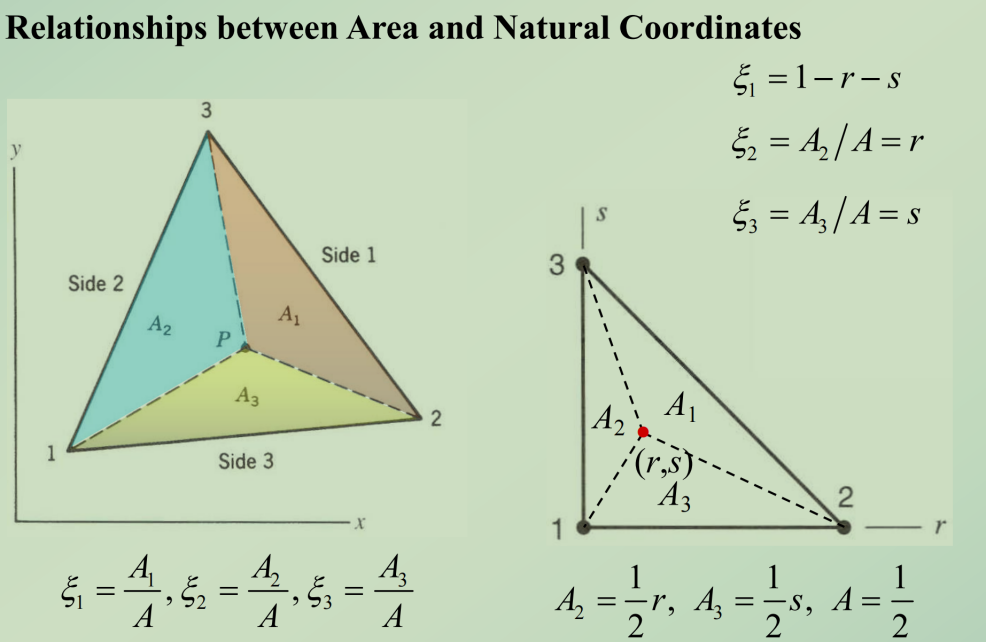 Relationships between Area and Natural Coordinates
ξ₁ = 1 − r − s
ξ₂ = A₂/A = r
ξ₃ = A₃/A = s
y
3
Side 1
Side 2
A₁
A₂
P
A₃
2
1
Side 3
x
s
3
A₁
A₂
(r,s)
A₃
2
1
r
ξ₁ = A₁/A, ξ₂ = A₂/A, ξ₃ = A₃/A
A₂ = 1/2 r, A₃ = 1/2 s, A = 1/2